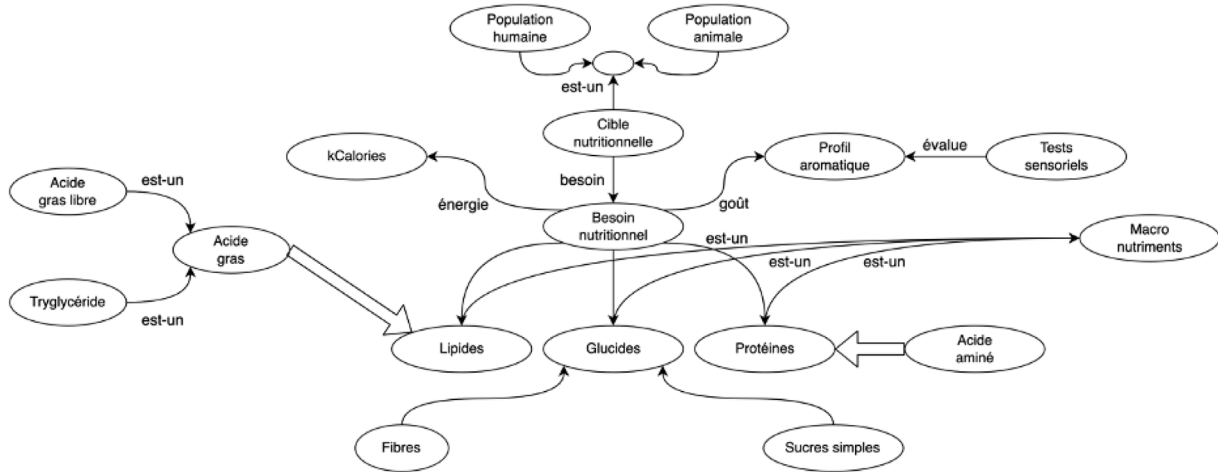 Population
humaine
Population
animale
est-un
Cible
nutritionnelle
kCalories
Profil
aromatique
évalue
Tests
sensoriels
Acide
gras libre
est-un
besoin
énergie
goût
Besoin
nutritionnel
Acide
gras
est-un
Macro
nutriments
est-un
est-un
Tryglycéride
est-un
Lipides
Glucides
Protéines
Acide
aminé
Fibres
Sucres simples